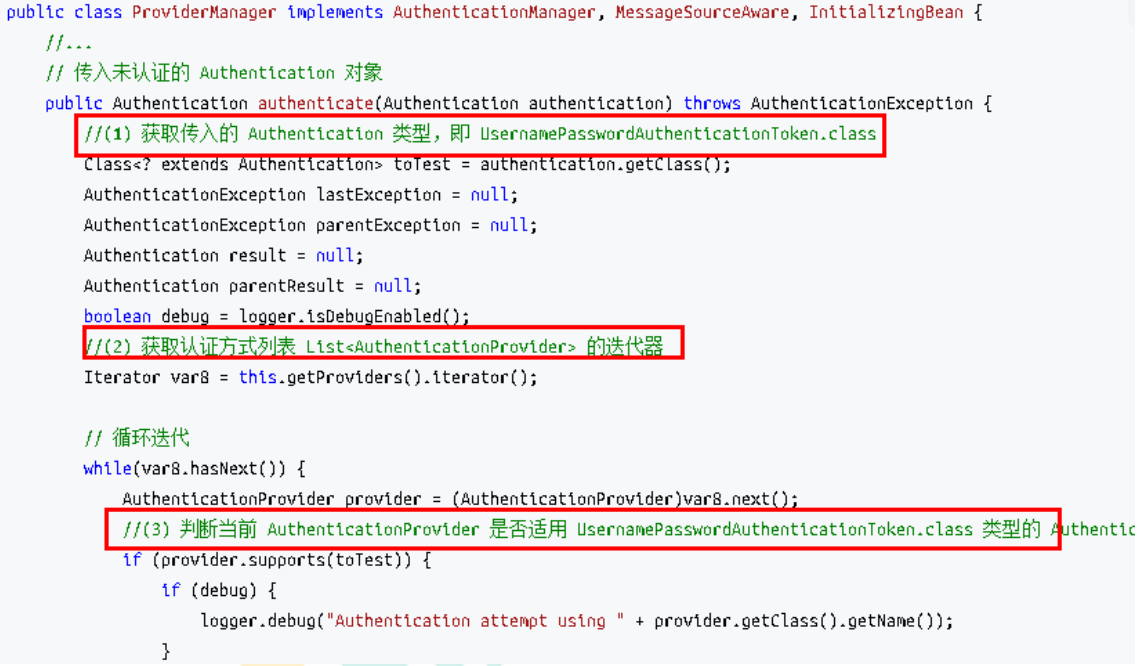 public class ProviderManager implements AuthenticationManager, MessageSourceAware, InitializingBean {
//...
// 传入未认证的 Authentication 对象
public Authentication authenticate(Authentication authentication) throws AuthenticationException {
//(1) 获取传入的 Authentication 类型，即 UsernamePasswordAuthenticationToken.class
Class<? extends Authentication> toTest = authentication.getClass();
AuthenticationException lastException = null;
AuthenticationException parentException = null;
Authentication result = null;
Authentication parentResult = null;
boolean debug = logger.isDebugEnabled();
//(2) 获取认证方式列表 List<AuthenticationProvider> 的迭代器
Iterator var8 = this.getProviders().iterator();
// 循环迭代
while(var8.hasNext()) {
AuthenticationProvider provider = (AuthenticationProvider)var8.next();
//(3) 判断当前 AuthenticationProvider 是否适用 UsernamePasswordAuthenticationToken.class 类型的 Authentic
if (provider.supports(toTest)) {
if (debug) {
logger.debug("Authentication attempt using " + provider.getClass().getName());
}